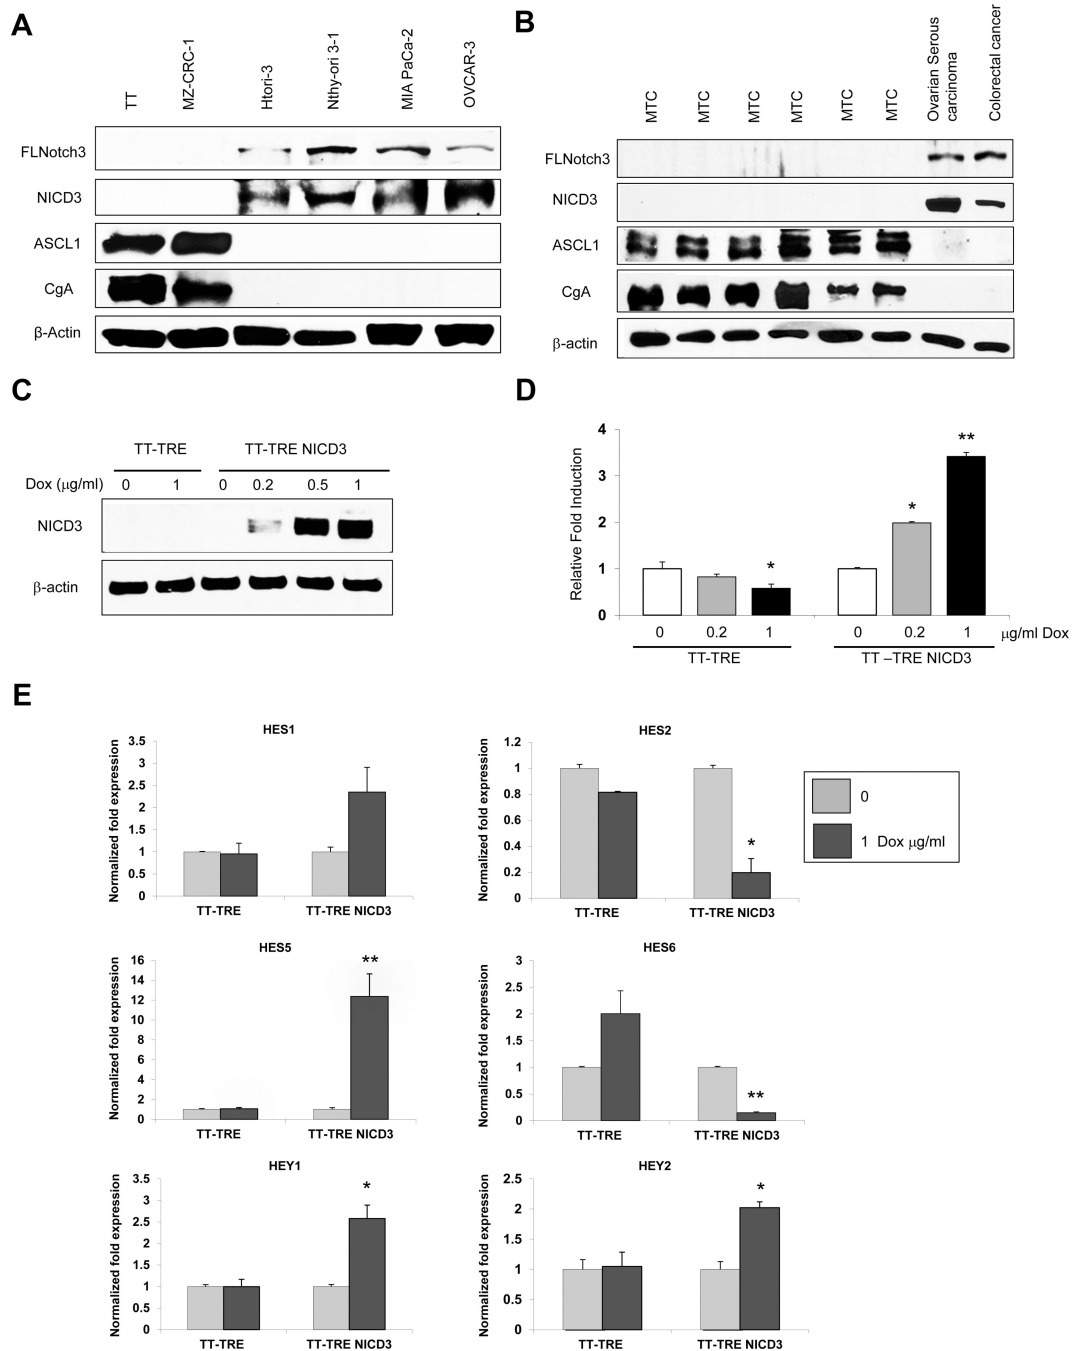 A
TT
MZ-CRC-1
Htori-3
Nthy-ori 3-1
MIA PaCa-2
OVCAR-3
FLNotch3
NICD3
ASCL1
CgA
β-Actin
B
MTC
MTC
MTC
MTC
MTC
MTC
Ovarian Serous
carcinoma
Colorectal cancer
FLNotch3
NICD3
ASCL1
CgA
β-actin
C
TT-TRE
TT-TRE NICD3
Dox (μg/ml) 0 1 0 0.2 0.5 1
NICD3
β-actin
D
Relative Fold Induction
4
3
2
1
0
*
*
**
0 0.2 1 0 0.2 1 μg/ml Dox
TT-TRE
TT –TRE NICD3
E
HES1
Normalized fold expression
3.5
3
2.5
2
1.5
1
0.5
0
TT-TRE
TT-TRE NICD3
HES2
Normalized fold expression
1.2
1
0.8
0.6
0.4
0.2
0
*
TT-TRE
TT-TRE NICD3
0
1 Dox μg/ml
HES5
Normalized fold expression
16
14
12
10
8
6
4
2
0
**
TT-TRE
TT-TRE NICD3
HES6
Normalized fold expression
3
2.5
2
1.5
1
0.5
0
**
TT-TRE
TT-TRE NICD3
HEY1
Normalized fold expression
3.5
3
2.5
2
1.5
1
0.5
0
*
TT-TRE
TT-TRE NICD3
HEY2
Normalized fold expression
2.5
2
1.5
1
0.5
0
*
TT-TRE
TT-TRE NICD3